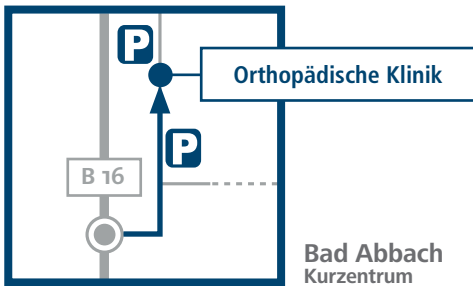 P
Orthopädische Klinik
P
B 16
Bad Abbach
Kurzentrum